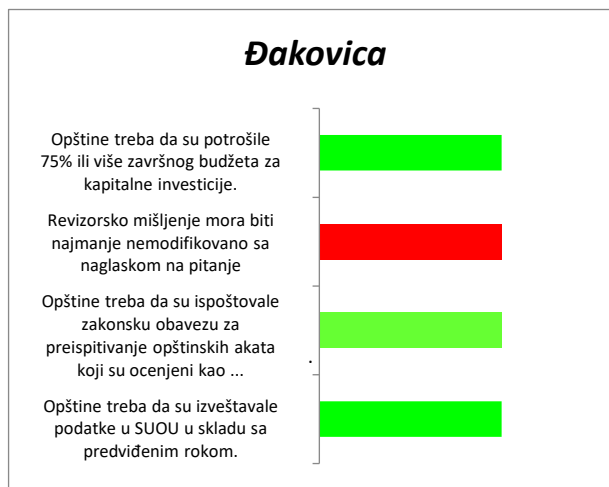 Đakovica
Opštine treba da su potrošile
75% ili više završnog budžeta za
kapitalne investicije.
Revizorsko mišljenje mora biti
najmanje nemodifikovano sa
naglaskom na pitanje
Opštine treba da su ispoštovale
zakonsku obavezu za
preispitivanje opštinskih akata
koji su ocenjeni kao ...
.
Opštine treba da su izveštavale
podatke u SUOU u skladu sa
predviđenim rokom.